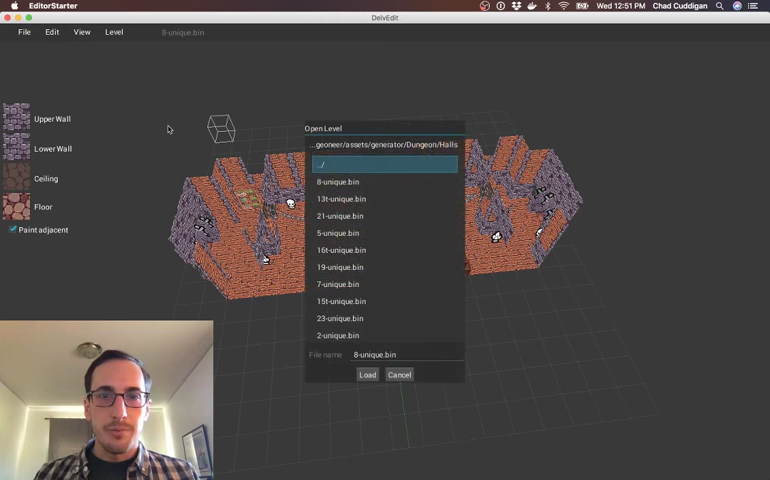 EditorStarter
Wed 12:51 PM Chad Cuddigan
DelvEdit
File Edit View Level 8-unique.bin
Upper Wall
Lower Wall
Ceiling
Floor
Paint adjacent
Open Level
...geoneer/assets/generator/Dungeon/Halls
../
8-unique.bin
13t-unique.bin
21-unique.bin
5-unique.bin
16t-unique.bin
19-unique.bin
7-unique.bin
15t-unique.bin
23-unique.bin
2-unique.bin
File name 8-unique.bin
Load Cancel